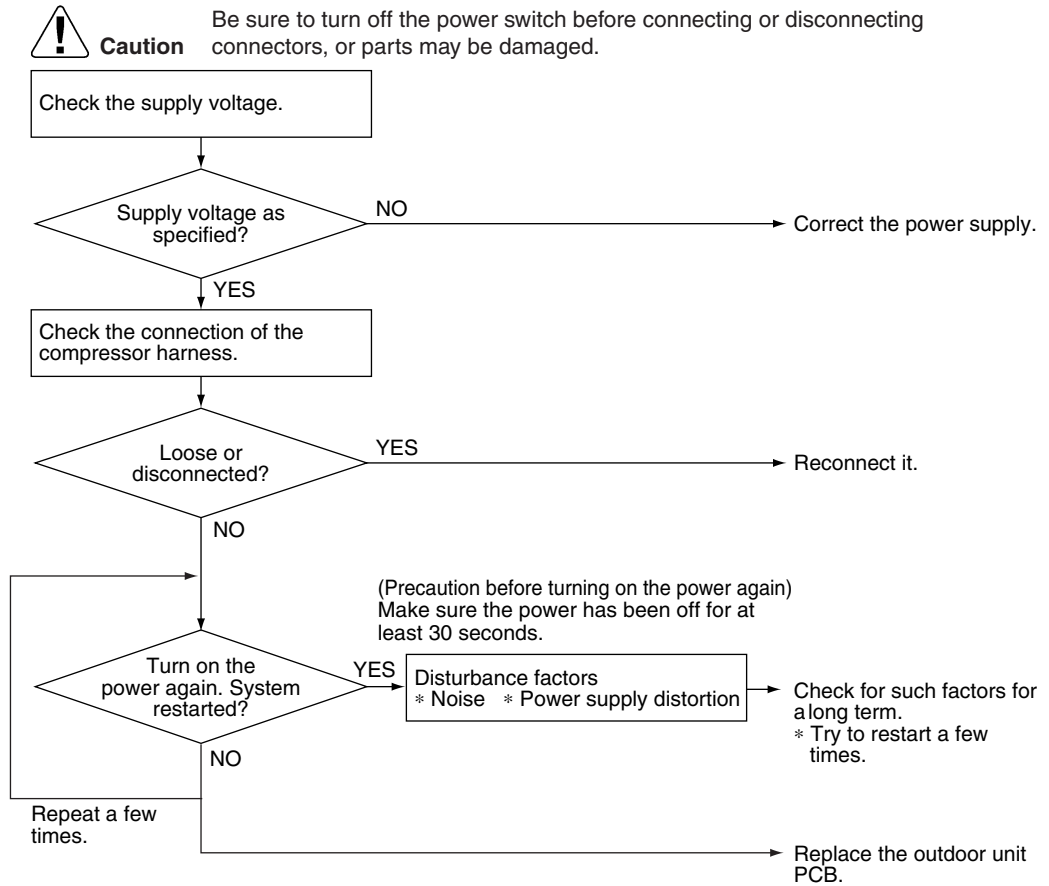 Be sure to turn off the power switch before connecting or disconnecting
Caution connectors, or parts may be damaged.
Check the supply voltage.
Supply voltage as
specified?
NO
Correct the power supply.
YES
Check the connection of the
compressor harness.
Loose or
disconnected?
YES
Reconnect it.
NO
(Precaution before turning on the power again)
Make sure the power has been off for at
least 30 seconds.
Turn on the
power again. System
restarted?
YES
Disturbance factors
* Noise * Power supply distortion
Check for such factors for
a long term.
* Try to restart a few
times.
NO
Repeat a few
times.
Replace the outdoor unit
PCB.